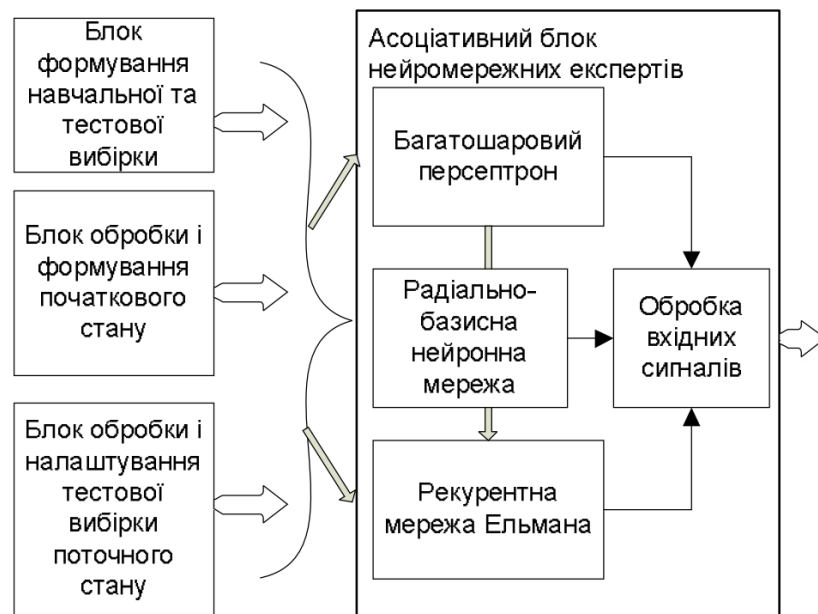 Блок
формування
навчальної та
тестової
вибірки
Блок обробки і
формування
початкового
стану
Блок обробки і
налаштування
тестової
вибірки
поточного
стану
Асоціативний блок
нейромережних експертів
Багатошаровий
персептрон
Радіально-
базисна
нейронна
мережа
Рекурентна
мережа Ельмана
Обробка
вхідних
сигналів